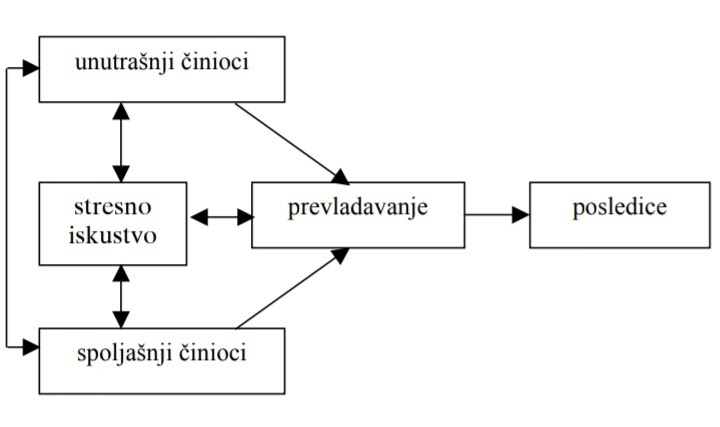 unutrašnji činioci
stresno
iskustvo
prevladavanje
posledice
spoljašnji činioci